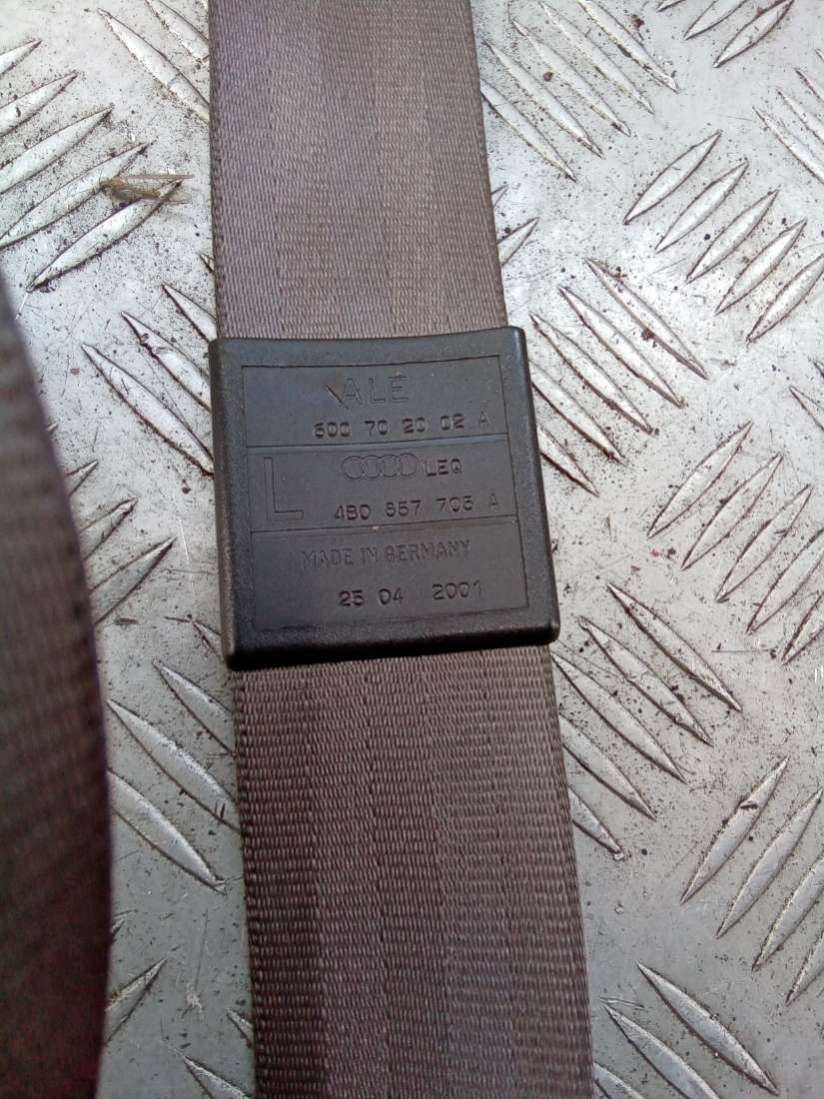 ALE
600 70 20 02 A
L LEQ
4B0 857 705 A
MADE IN GERMANY
25 04 2001